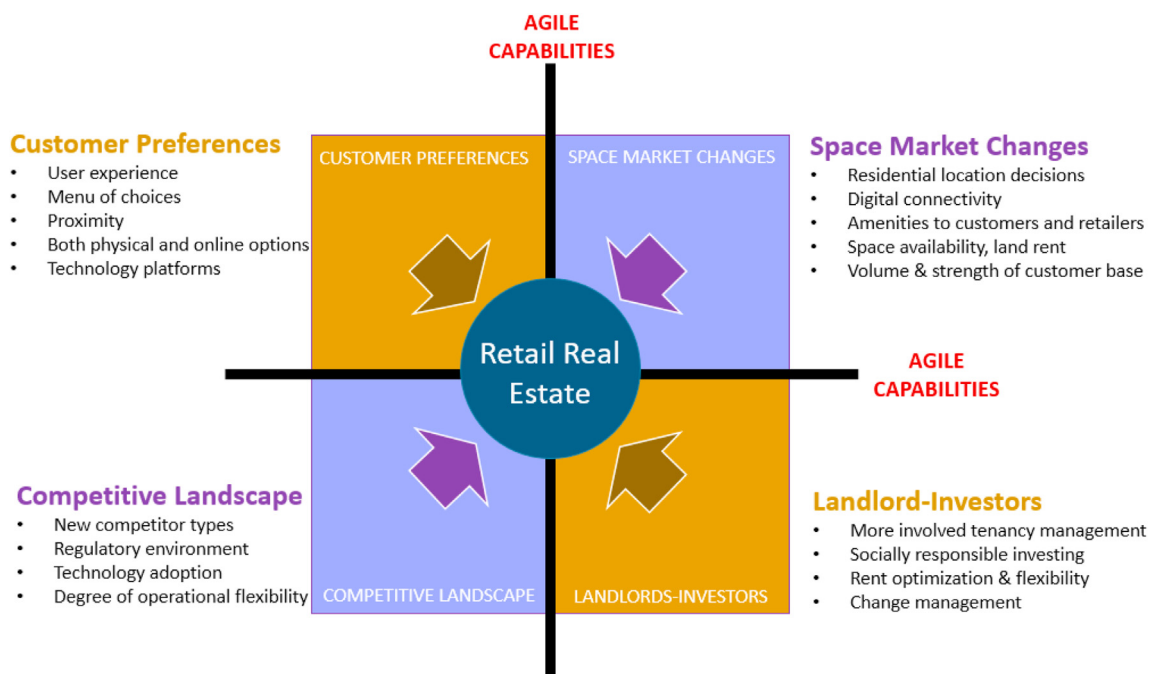 AGILE
CAPABILITIES
Customer Preferences
• User experience
• Menu of choices
• Proximity
• Both physical and online options
• Technology platforms
CUSTOMER PREFERENCES
SPACE MARKET CHANGES
Space Market Changes
• Residential location decisions
• Digital connectivity
• Amenities to customers and retailers
• Space availability, land rent
• Volume & strength of customer base
Retail Real
Estate
AGILE
CAPABILITIES
Competitive Landscape
• New competitor types
• Regulatory environment
• Technology adoption
• Degree of operational flexibility
COMPETITIVE LANDSCAPE
LANDLORDS-INVESTORS
Landlord-Investors
• More involved tenancy management
• Socially responsible investing
• Rent optimization & flexibility
• Change management